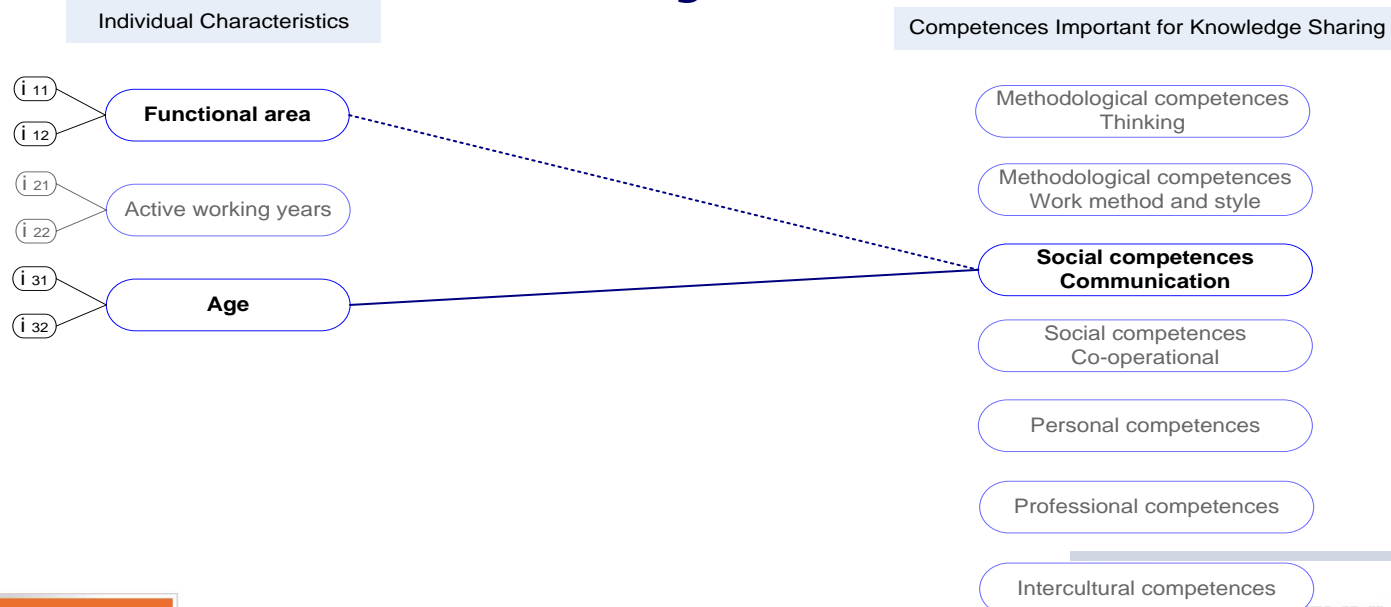 Individual Characteristics
Competences Important for Knowledge Sharing
i 11
i 12
Functional area
i 21
i 22
Active working years
i 31
i 32
Age
Methodological competences
Thinking
Methodological competences
Work method and style
Social competences
Communication
Social competences
Co-operational
Personal competences
Professional competences
Intercultural competences